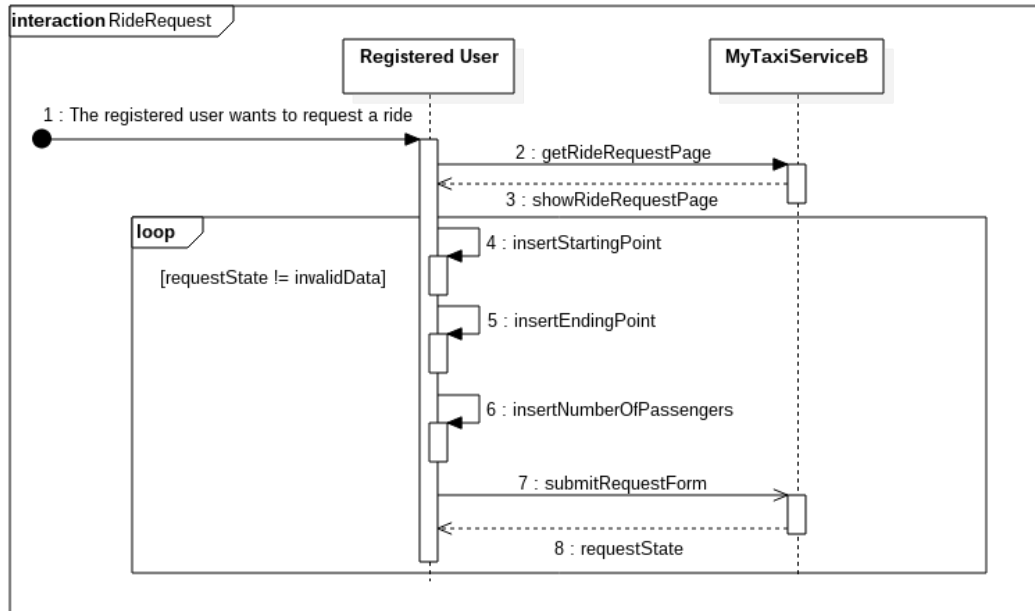 interaction RideRequest
Registered User
MyTaxiServiceB
1 : The registered user wants to request a ride
2 : getRideRequestPage
3 : showRideRequestPage
loop
4 : insertStartingPoint
[requestState != invalidData]
5 : insertEndingPoint
6 : insertNumberOfPassengers
7 : submitRequestForm
8 : requestState